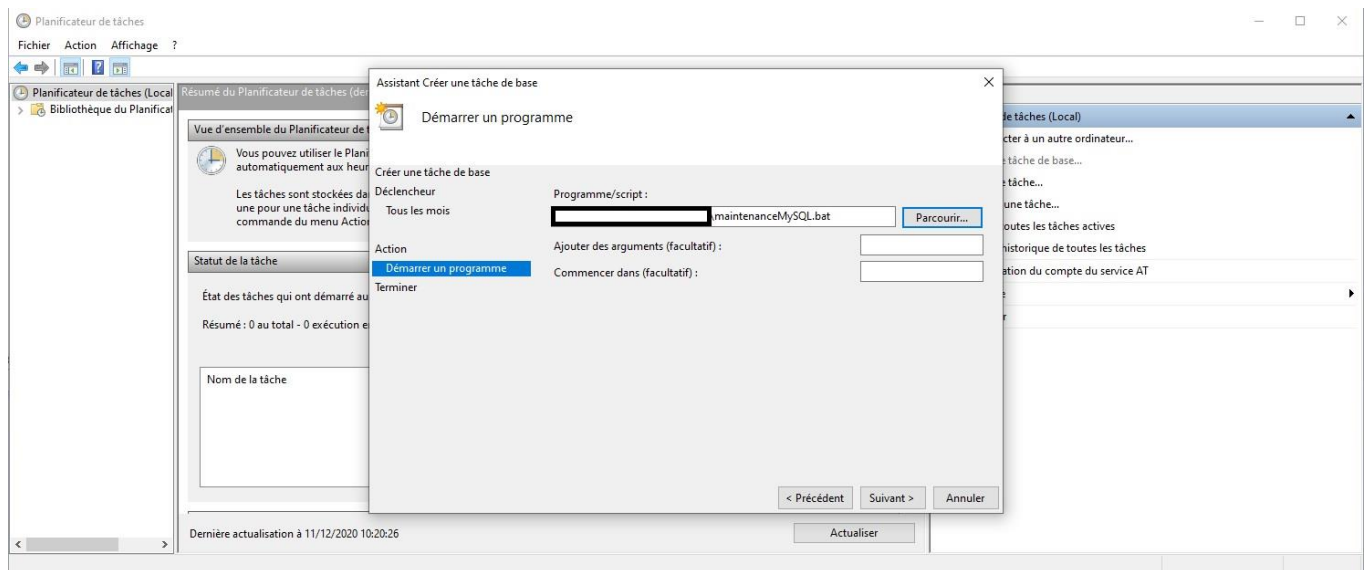 Planificateur de tâches
Fichier Action Affichage ?
Planificateur de tâches (Local
Bibliothèque du Planificat
Résumé du Planificateur de tâches (der
Vue d'ensemble du Planificateur de t
Vous pouvez utiliser le Plani
automatiquement aux heur
Les tâches sont stockées da
une pour une tâche individu
commande du menu Action
Statut de la tâche
État des tâches qui ont démarré au
Résumé : 0 au total - 0 exécution e
Nom de la tâche
Dernière actualisation à 11/12/2020 10:20:26
Actualiser
Assistant Créer une tâche de base
Démarrer un programme
Créer une tâche de base
Déclencheur
Tous les mois
Action
Démarrer un programme
Terminer
Programme/script :
\maintenanceMySQL.bat
Parcourir...
Ajouter des arguments (facultatif) :
Commencer dans (facultatif) :
< Précédent
Suivant >
Annuler
de tâches (Local)
cter à un autre ordinateur...
tâche de base...
tâche...
une tâche...
outes les tâches actives
historique de toutes les tâches
ation du compte du service AT